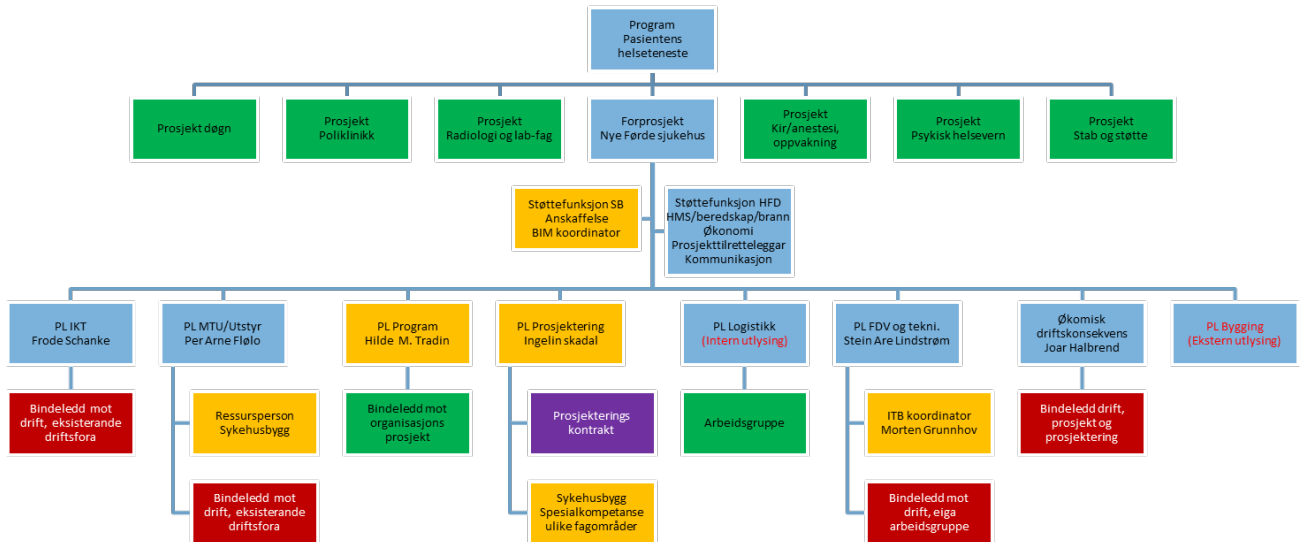 Program
Pasientens
helseteneste
Prosjekt døgn
Prosjekt
Poliklinikk
Prosjekt
Radiologi og lab-fag
Forprosjekt
Nye Førde sjukehus
Prosjekt
Kir/anestesi,
oppvakning
Prosjekt
Psykisk helsevern
Prosjekt
Stab og støtte
Støttefunksjon SB
Anskaffelse
BIM koordinator
Støttefunksjon HFD
HMS/beredskap/brann
Økonomi
Prosjekttilretteleggar
Kommunikasjon
PL IKT
Frode Schanke
PL MTU/Utstyr
Per Arne Flølo
PL Program
Hilde M. Tradin
PL Prosjektering
Ingelin skadal
PL Logistikk
(Intern utlysing)
PL FDV og tekni.
Stein Are Lindstrøm
Økomisk
driftskonsekvens
Joar Halbrend
PL Bygging
(Ekstern utlysing)
Bindeledd mot
drift, eksisterande
driftsfora
Ressursperson
Sykehusbygg
Bindeledd mot
organisasjons
prosjekt
Prosjekterings
kontrakt
Arbeidsgruppe
ITB koordinator
Morten Grunnhov
Bindeledd drift,
prosjekt og
prosjektering
Bindeledd mot
drift, eksisterande
driftsfora
Sykehusbygg
Spesialkompetanse
ulike fagområder
Bindeledd mot
drift, eiga
arbeidsgruppe